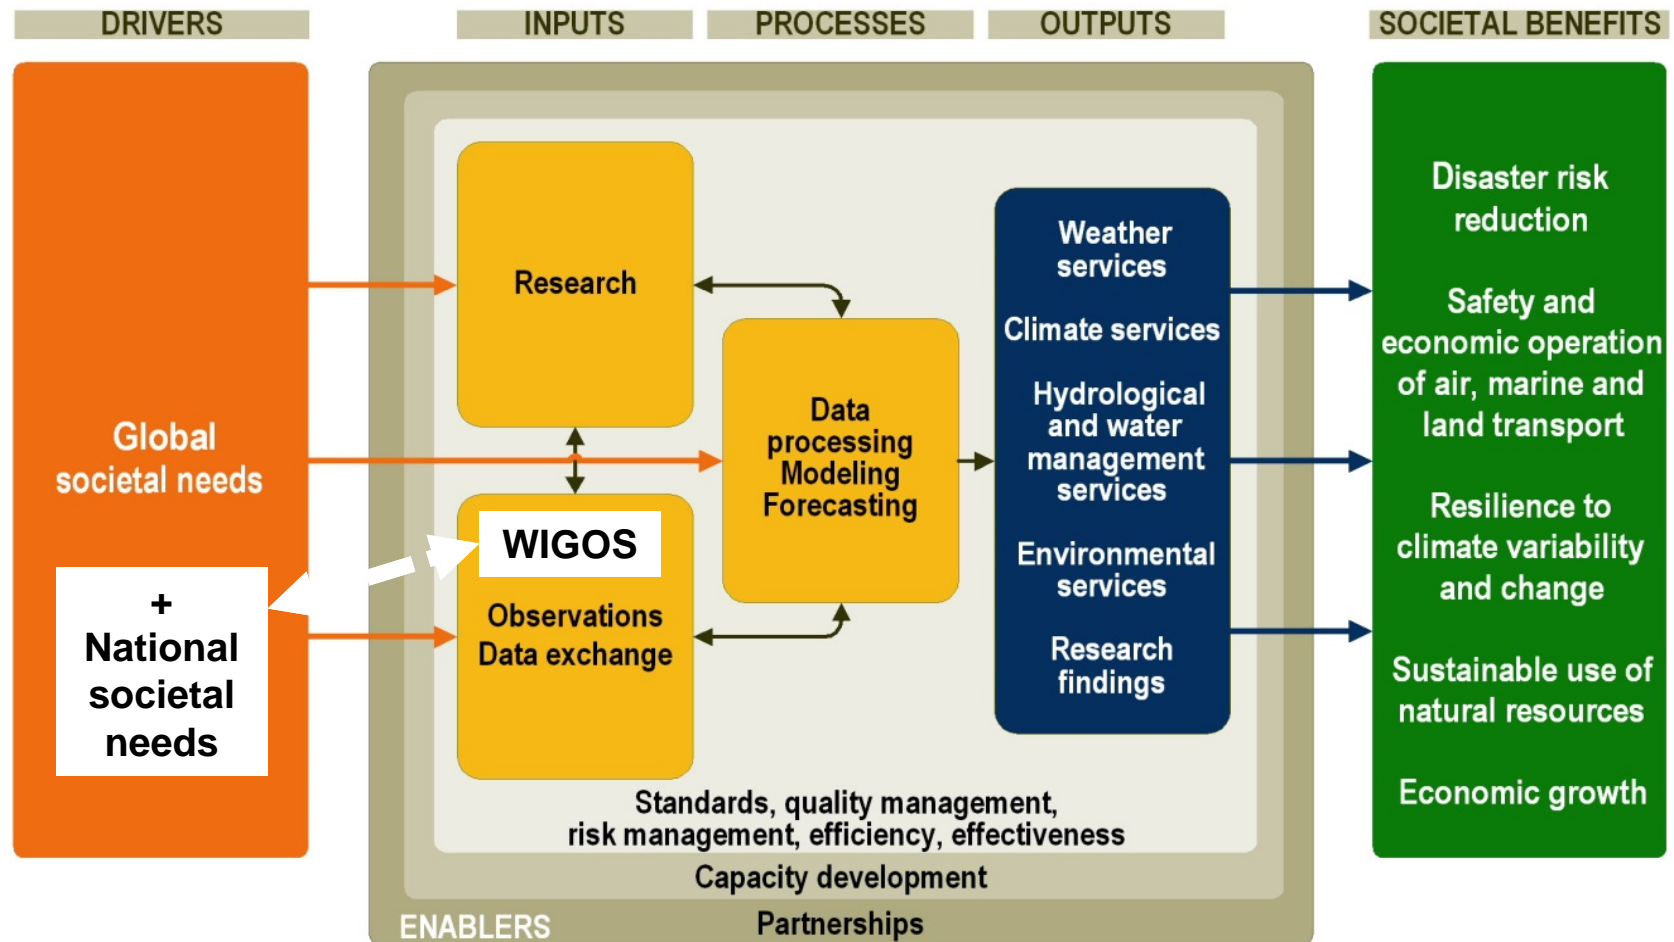 DRIVERS
INPUTS
PROCESSES
OUTPUTS
SOCIETAL BENEFITS
Global
societal needs
+
National
societal
needs
Research
WIGOS
Observations
Data exchange
Data
processing
Modeling
Forecasting
Weather
services
Climate services
Hydrological
and water
management
services
Environmental
services
Research
findings
Disaster risk
reduction
Safety and
economic operation
of air, marine and
land transport
Resilience to
climate variability
and change
Sustainable use of
natural resources
Economic growth
Standards, quality management,
risk management, efficiency, effectiveness
Capacity development
ENABLERS
Partnerships